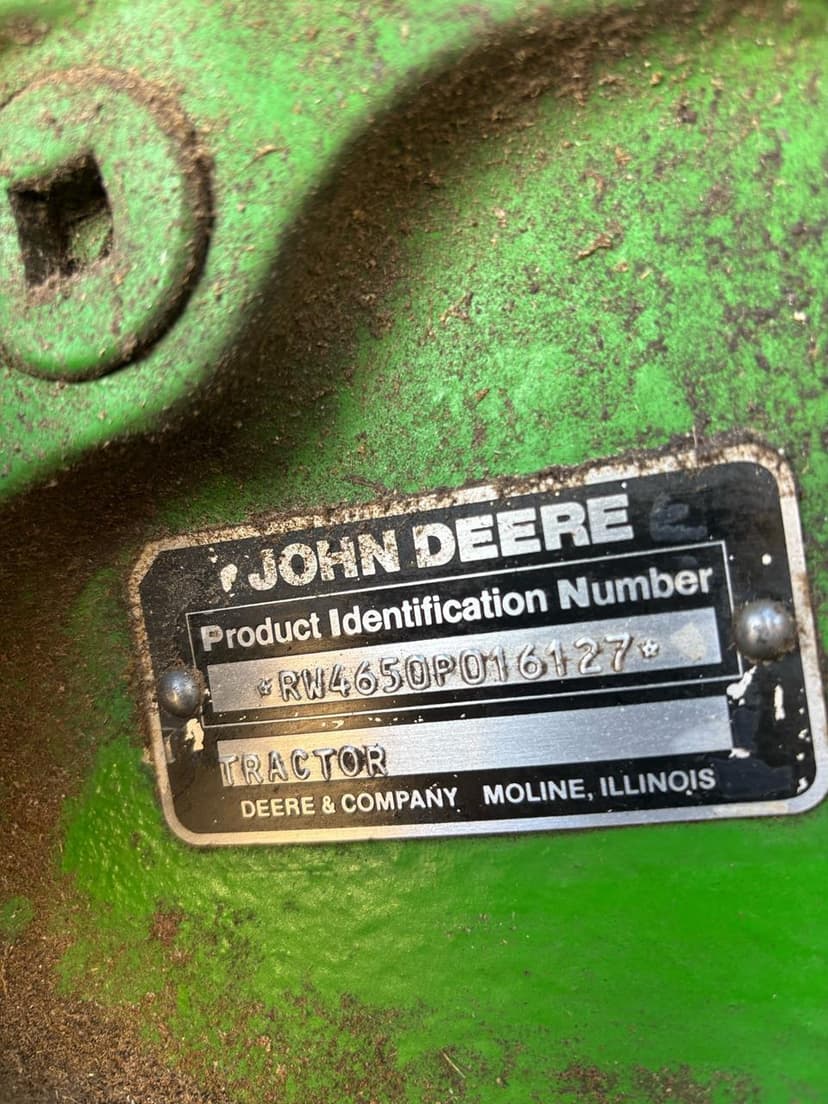 JOHN DEERE
Product Identification Number
*RW4650P016127*
TRACTOR
DEERE & COMPANY MOLINE, ILLINOIS